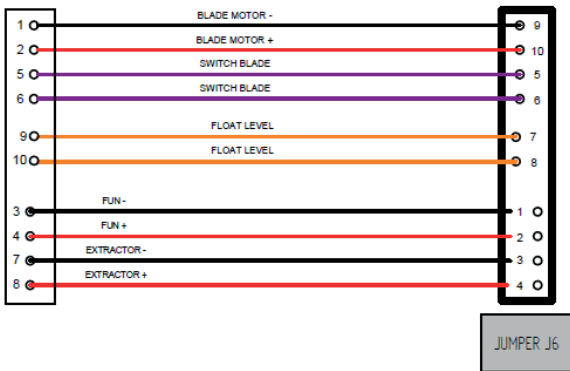 1 BLADE MOTOR - 9
2 BLADE MOTOR + 10
5 SWITCH BLADE 5
6 SWITCH BLADE 6
9 FLOAT LEVEL 7
10 FLOAT LEVEL 8
3 FUN - 1
4 FUN + 2
7 EXTRACTOR - 3
8 EXTRACTOR + 4
JUMPER J6